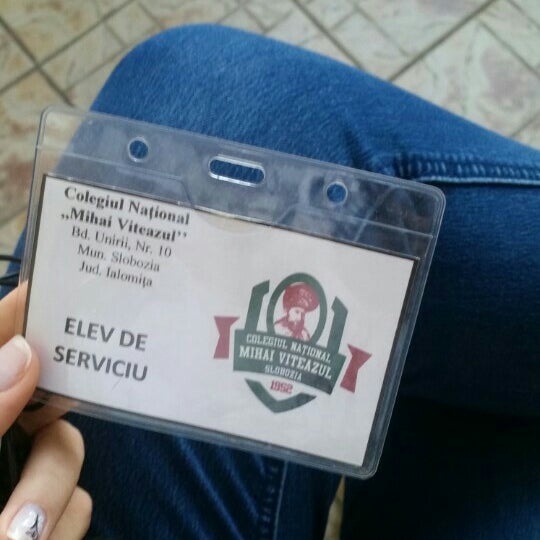 Colegiul Național
„Mihai Viteazul”
Bd. Unirii, Nr. 10
Mun. Slobozia
Jud. Ialomița
ELEV DE
SERVICIU
COLEGIUL NAȚIONAL
MIHAI VITEAZUL
SLOBOZIA
1952